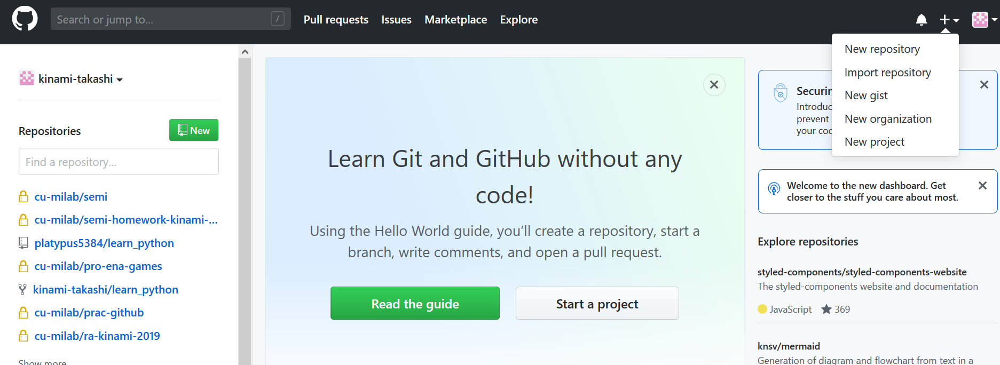 Search or jump to...
/
Pull requests
Issues
Marketplace
Explore
New repository
Import repository
New gist
New organization
New project
kinami-takashi
Repositories
New
Find a repository...
cu-milab/semi
cu-milab/semi-homework-kinami-...
platypus5384/learn_python
cu-milab/pro-ena-games
kinami-takashi/learn_python
cu-milab/prac-github
cu-milab/ra-kinami-2019
Show more
Learn Git and GitHub without any
code!
Using the Hello World guide, you’ll create a repository, start a
branch, write comments, and open a pull request.
Read the guide
Start a project
Securin
Introduc
prevent
your coc
Welcome to the new dashboard. Get
closer to the stuff you care about most.
Explore repositories
styled-components/styled-components-website
The styled-components website and documentation
JavaScript 369
knsv/mermaid
Generation of diagram and flowchart from text in a